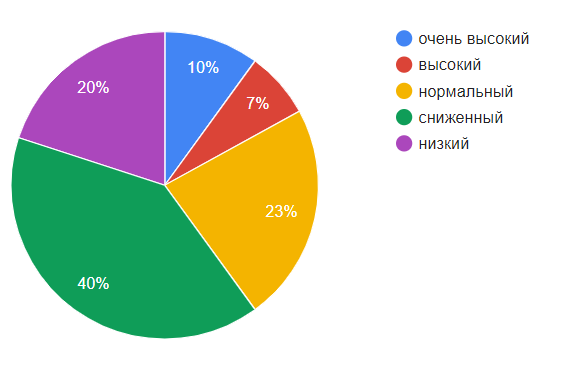 очень высокий
высокий
нормальный
сниженный
низкий
10%
7%
23%
40%
20%